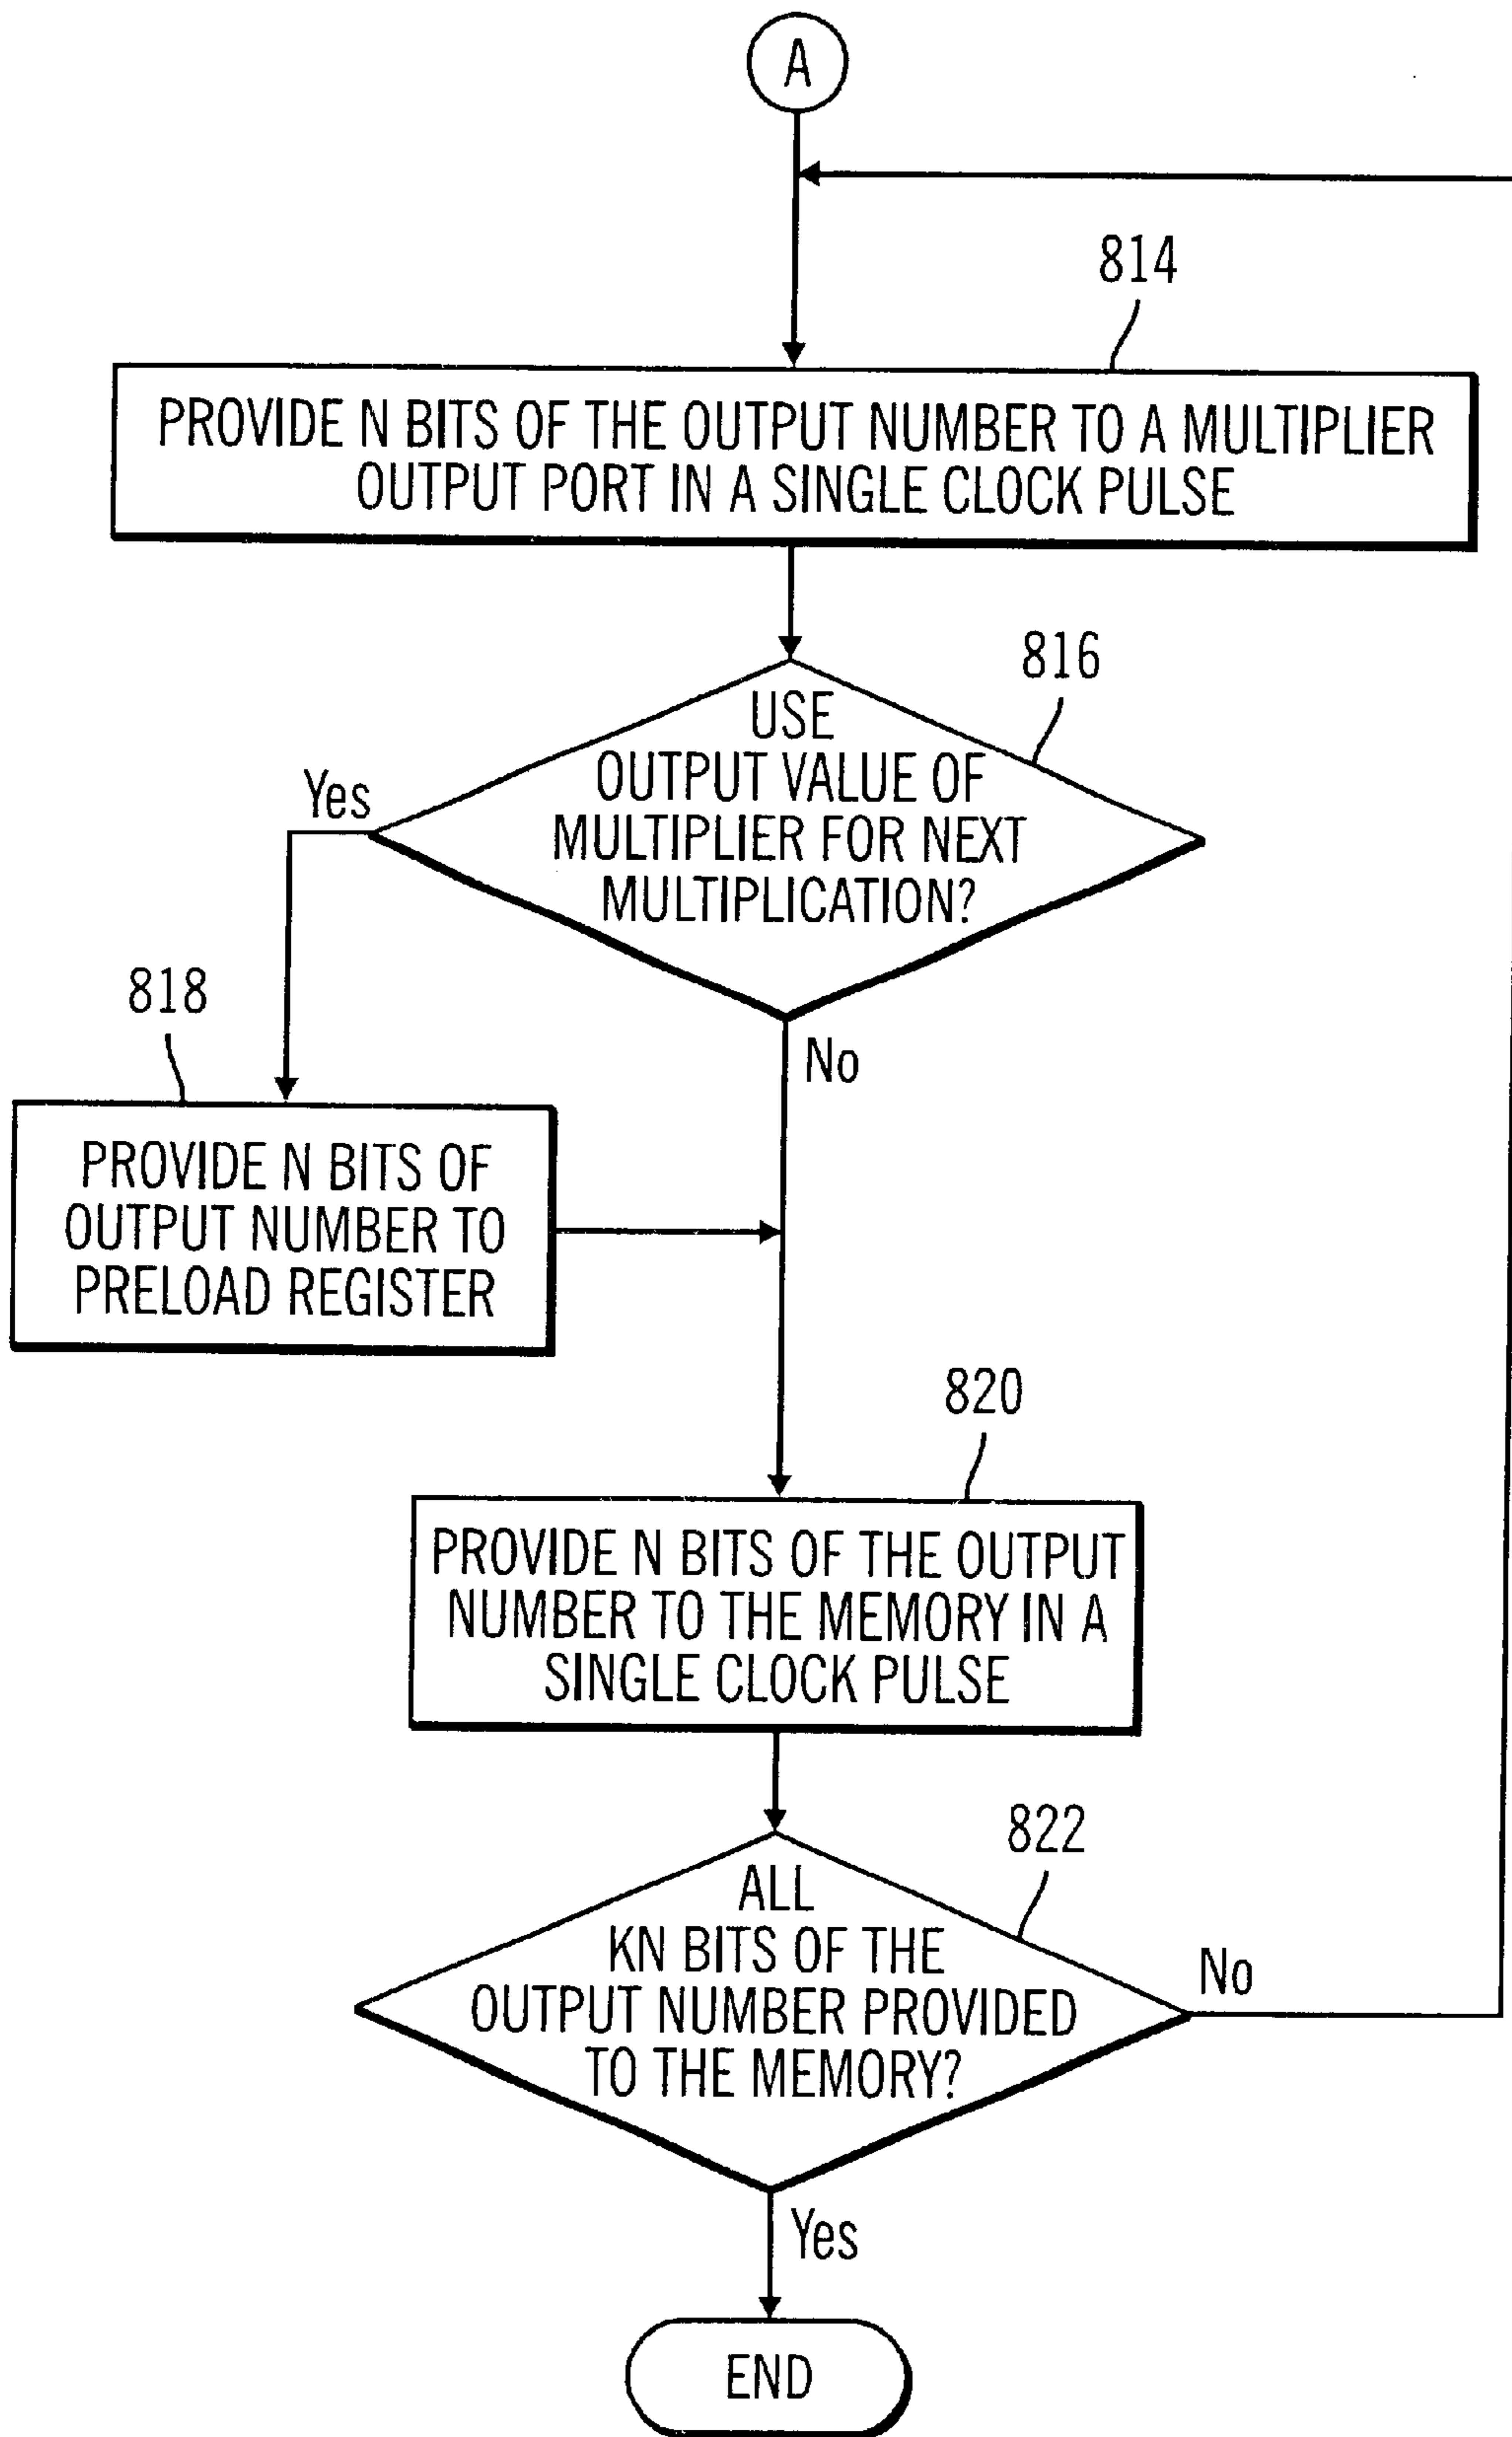 A
814
PROVIDE N BITS OF THE OUTPUT NUMBER TO A MULTIPLIER
OUTPUT PORT IN A SINGLE CLOCK PULSE
816
USE
OUTPUT VALUE OF
MULTIPLIER FOR NEXT
MULTIPLICATION?
Yes
No
818
PROVIDE N BITS OF
OUTPUT NUMBER TO
PRELOAD REGISTER
820
PROVIDE N BITS OF THE OUTPUT
NUMBER TO THE MEMORY IN A
SINGLE CLOCK PULSE
822
ALL
KN BITS OF THE
OUTPUT NUMBER PROVIDED
TO THE MEMORY?
No
Yes
END